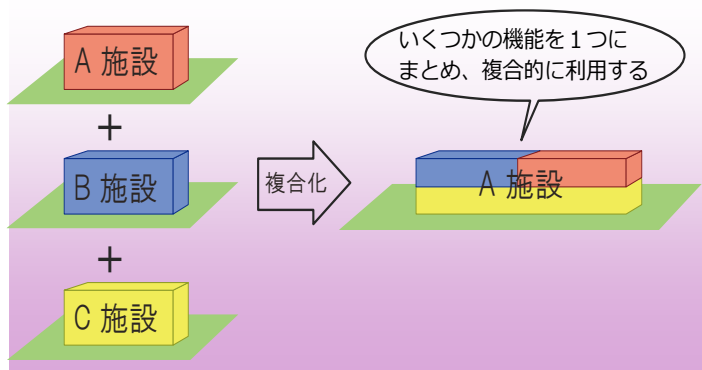 A 施設
+
B 施設
+
C 施設
複合化
いくつかの機能を1つに
まとめ、複合的に利用する
A 施設